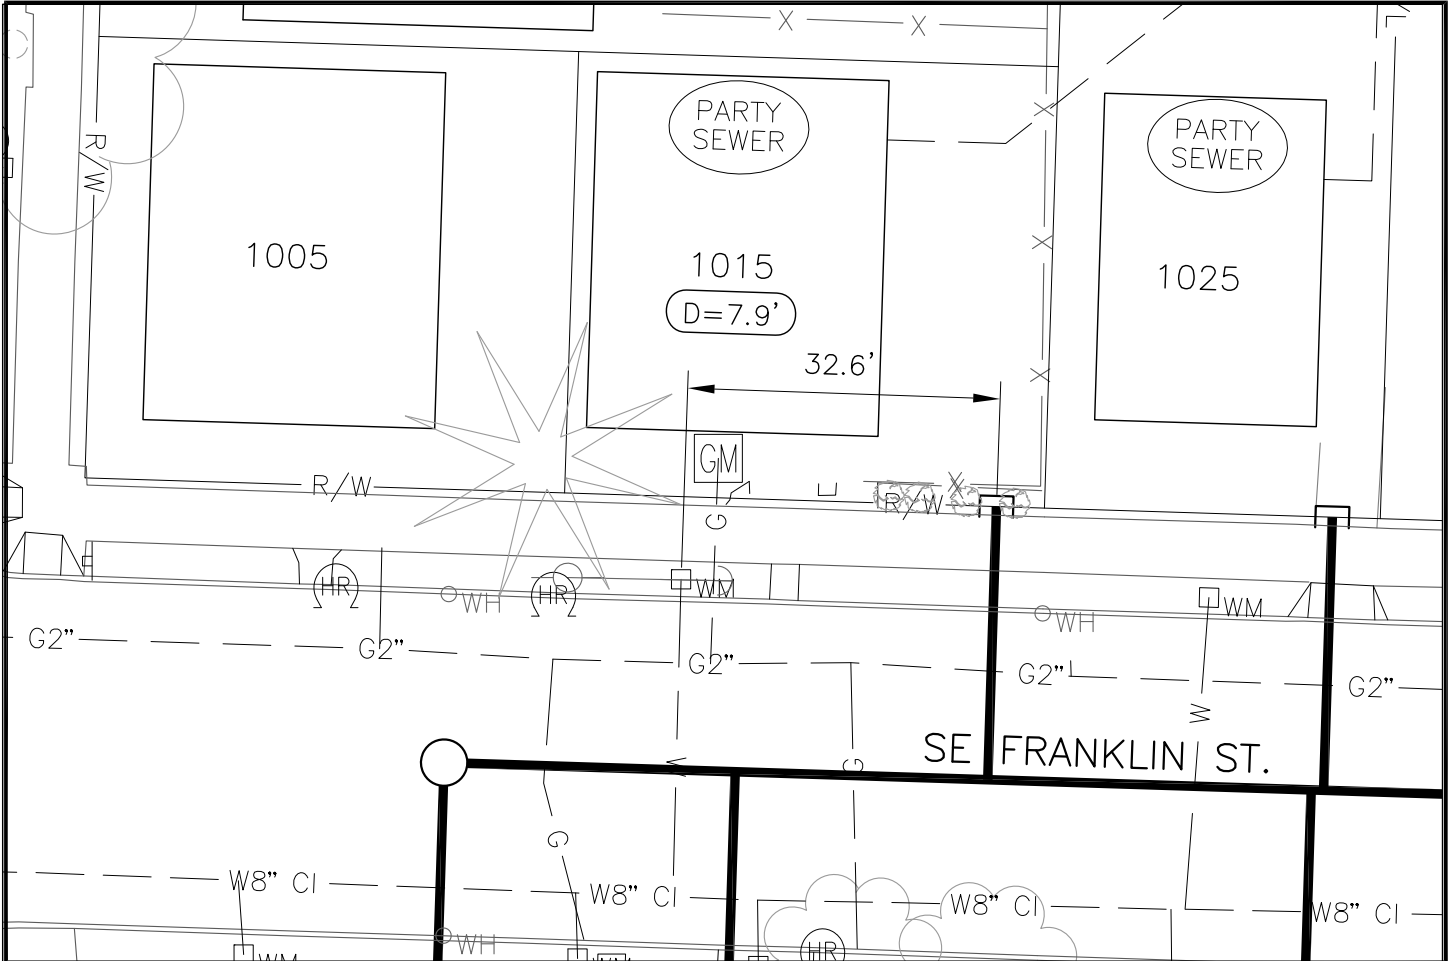 X X
PARTY
SEWER
X
PARTY
SEWER
R/W
1005
1015
1025
X
D=7.9'
32.6'
X
GM
R/W
X
R/W
G
HR
WH
HR
WM
WH
WM
G2"
G2"
G2"
G2"
G2"
W
SE FRANKLIN ST.
W
G
G
W8" CI
W8" CI
W8" CI
W8" CI
WH
HR
WM